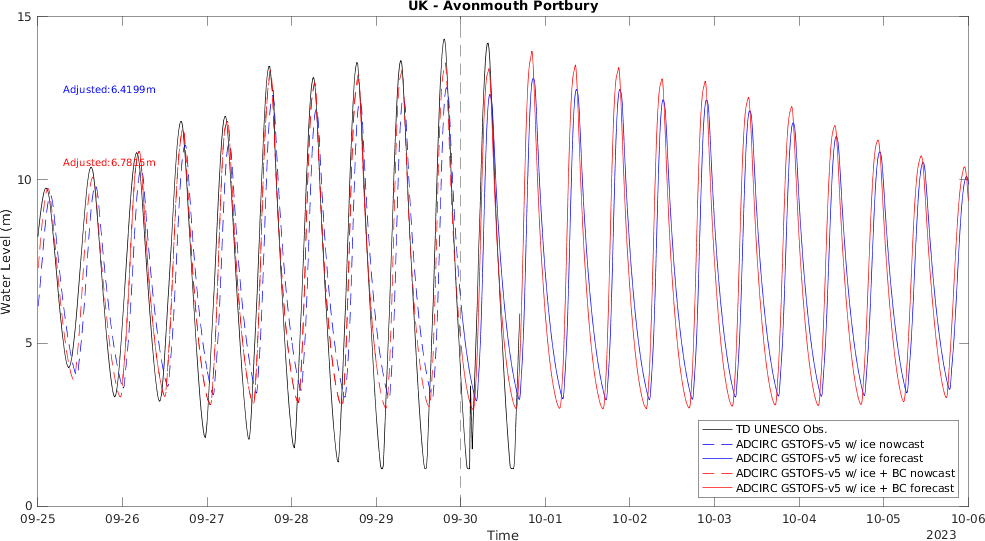 UK - Avonmouth Portbury
15
10
5
0
Water Level (m)
Adjusted:6.4199m
TD UNESCO Obs.
ADCIRC GSTOFS-v5 w/ ice nowcast
ADCIRC GSTOFS-v5 w/ ice forecast
ADCIRC GSTOFS-v5 w/ ice + BC nowcast
ADCIRC GSTOFS-v5 w/ ice + BC forecast
09-25 09-26 09-27 09-28 09-29 09-30 10-01 10-02 10-03 10-04 10-05 10-06
Time
2023